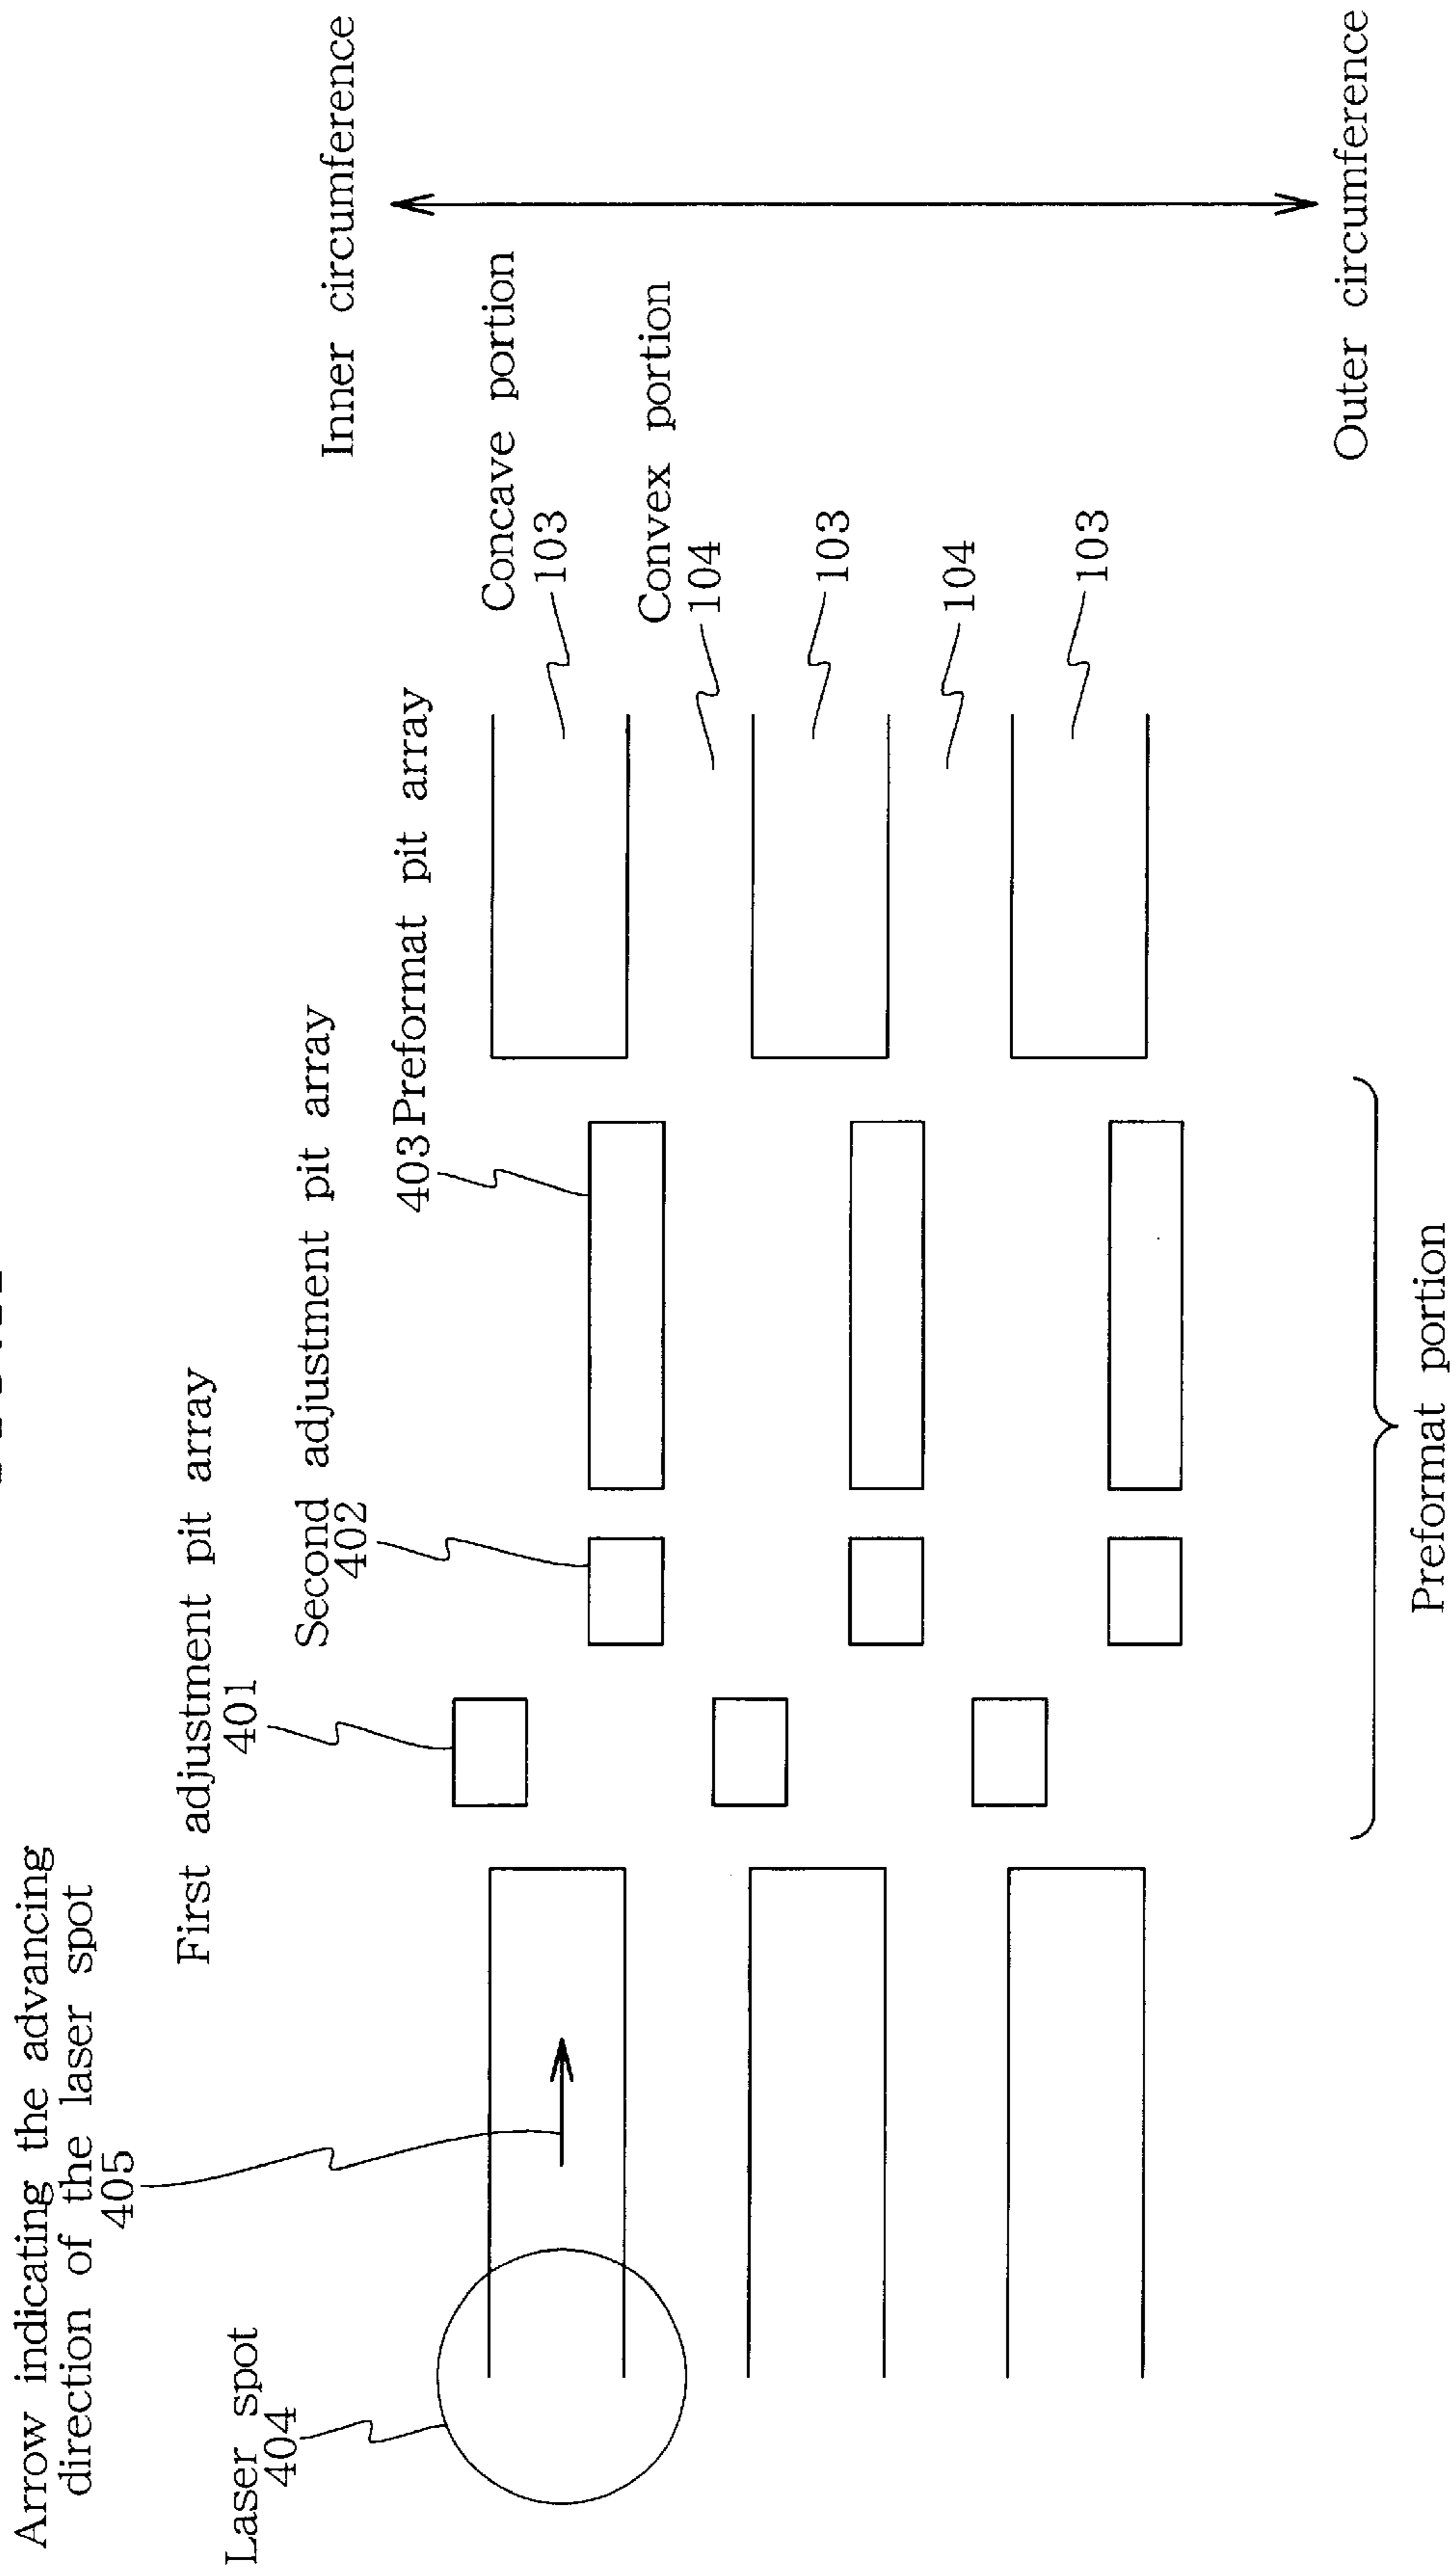 Arrow indicating the advancing
direction of the laser spot
405
Laser spot
404
First adjustment pit array
401
Second adjustment pit array
402
403 Preformat pit array
Concave portion
103
Convex portion
104
103
104
103
Inner circumference
Outer circumference
Preformat portion